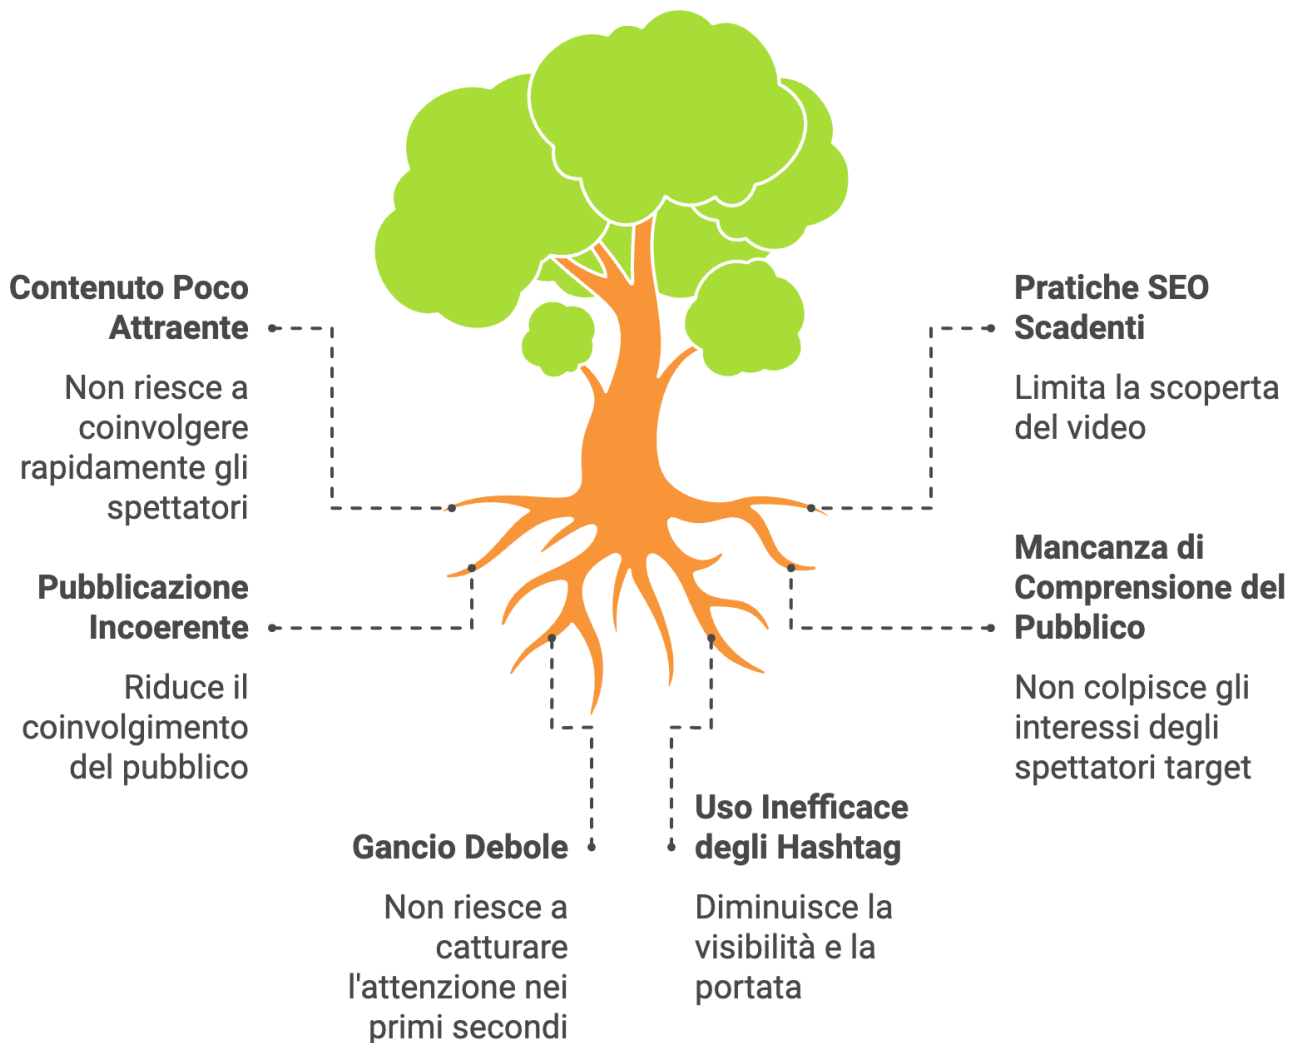 Contenuto Poco
Attraente
Non riesce a
coinvolgere
rapidamente gli
spettatori
Pubblicazione
Incoerente
Riduce il
coinvolgimento
del pubblico
Gancio Debole
Non riesce a
catturare
l'attenzione nei
primi secondi
Uso Inefficace
degli Hashtag
Diminuisce la
visibilità e la
portata
Pratiche SEO
Scadenti
Limita la scoperta
del video
Mancanza di
Comprensione del
Pubblico
Non colpisce gli
interessi degli
spettatori target